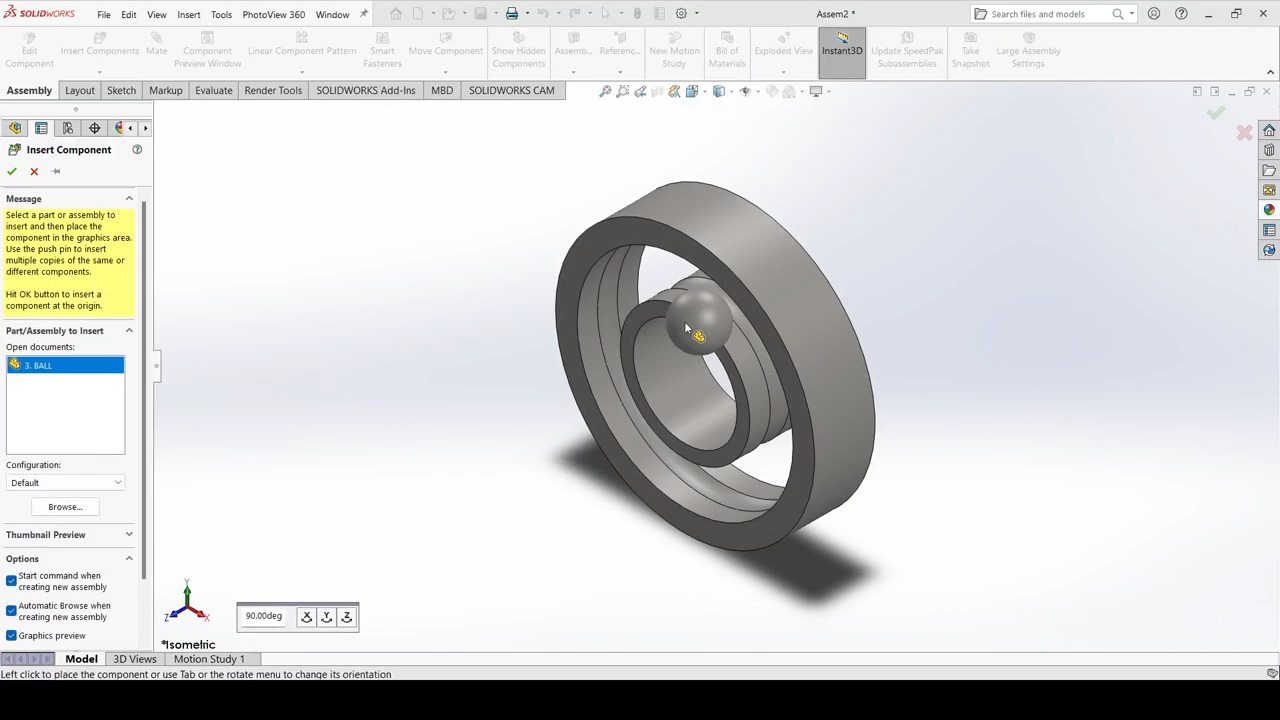 SOLIDWORKS File Edit View Insert Tools PhotoView 360 Window Assem2 * Search files and models
Edit Component
Insert Components
Mate
Component Preview Window
Linear Component Pattern
Smart Fasteners
Move Component
Show Hidden Components
Assemb...
Referenc...
New Motion Study
Bill of Materials
Exploded View
Instant3D
Update SpeedPak Subassemblies
Take Snapshot
Large Assembly Settings
Assembly Layout Sketch Markup Evaluate Render Tools SOLIDWORKS Add-Ins MBD SOLIDWORKS CAM
Insert Component
Message
Select a part or assembly to
insert and then place the
component in the graphics area.
Use the push pin to insert
multiple copies of the same or
different components.
Hit OK button to insert a
component at the origin.
Part/Assembly to Insert
Open documents:
3. BALL
Configuration:
Default
Browse...
Thumbnail Preview
Options
Start command when
creating new assembly
Automatic Browse when
creating new assembly
Graphics preview
Y
Z X
90.00deg X Y Z
*Isometric
Model 3D Views Motion Study 1
Left click to place the component or use Tab or the rotate menu to change its orientation